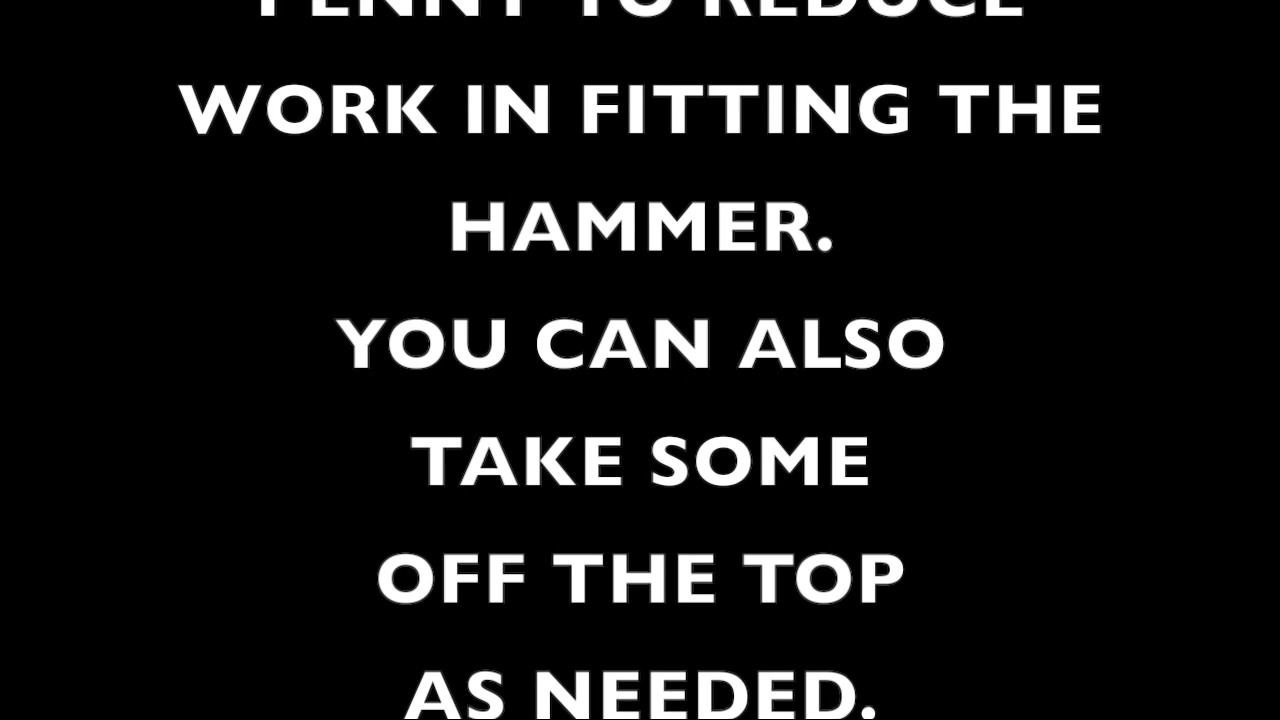 PENNY TO REDUCE
WORK IN FITTING THE
HAMMER.
YOU CAN ALSO
TAKE SOME
OFF THE TOP
AS NEEDED.